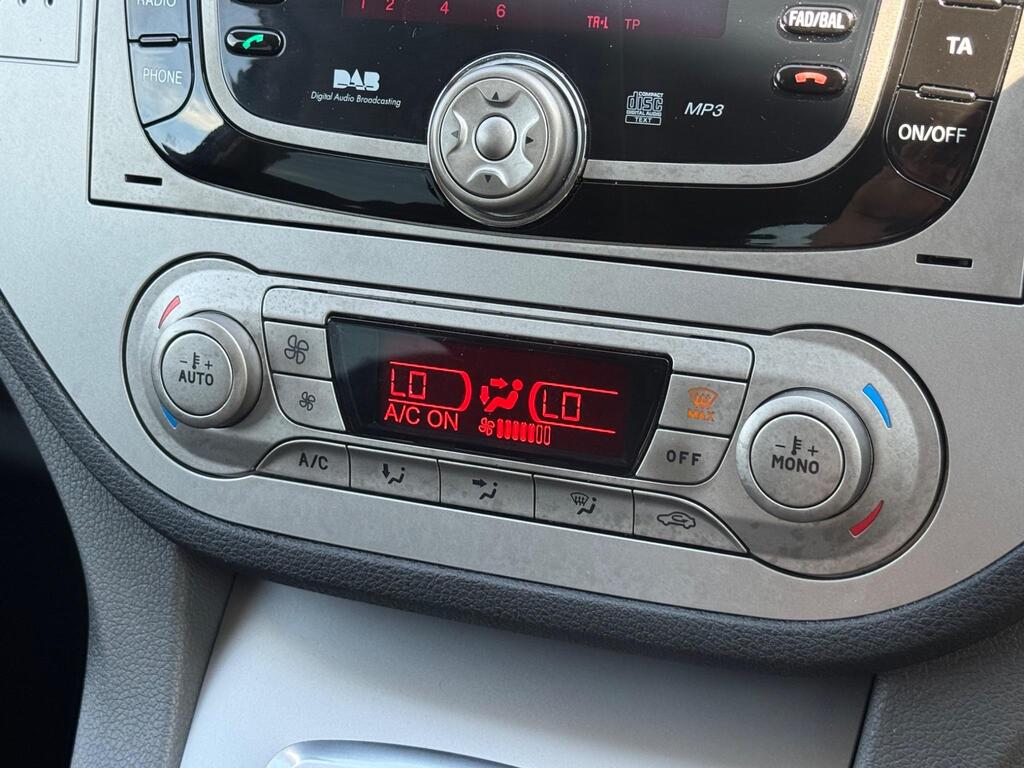 RADIO
1 2 4 6 TA•L TP
FAD/BAL
TA
PHONE
DAB
Digital Audio Broadcasting
COMPACT
disc
DIGITAL AUDIO
TEXT
MP3
ON/OFF
- +
AUTO
LO LO
A/C ON
MAX
A/C
OFF
- +
MONO